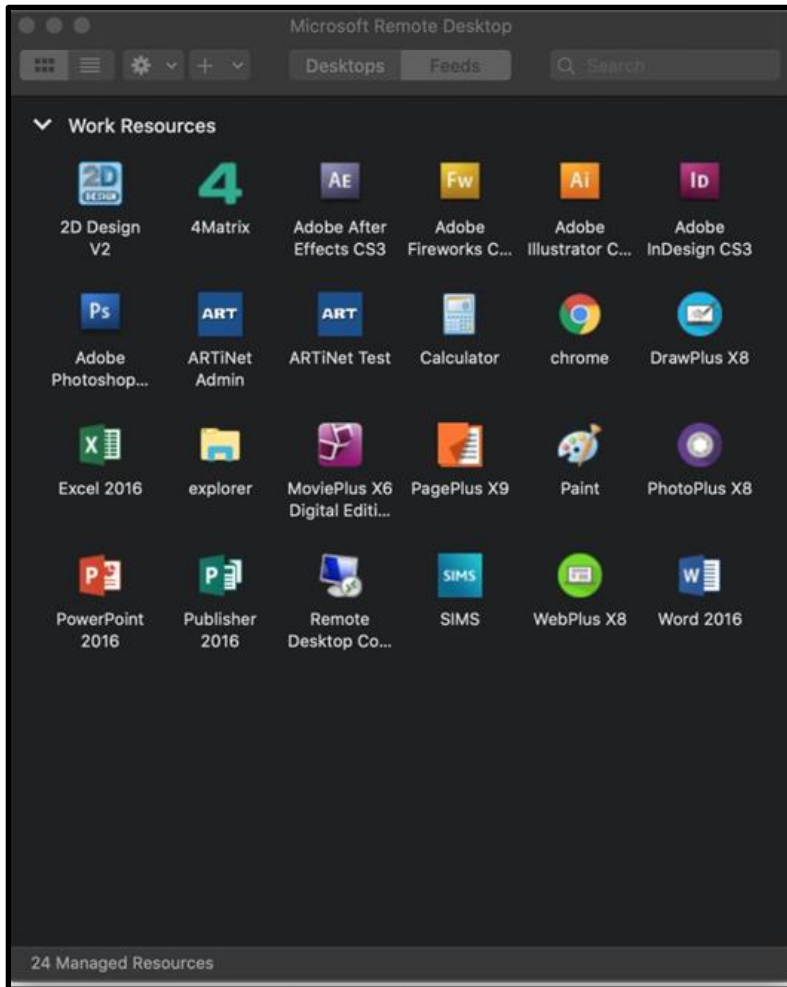 Microsoft Remote Desktop
Desktops Feeds Search
Work Resources
2D DESIGN 4 AE Fw Ai ID
2D Design V2
4Matrix
Adobe After Effects CS3
Adobe Fireworks C...
Adobe Illustrator C...
Adobe InDesign CS3
Ps ART ART
Adobe Photoshop...
ARTiNet Admin
ARTiNet Test
Calculator
chrome
DrawPlus X8
X
Excel 2016
explorer
MoviePlus X6 Digital Editi...
PagePlus X9
Paint
PhotoPlus X8
P P SIMS W
PowerPoint 2016
Publisher 2016
Remote Desktop Co...
SIMS
WebPlus X8
Word 2016
24 Managed Resources